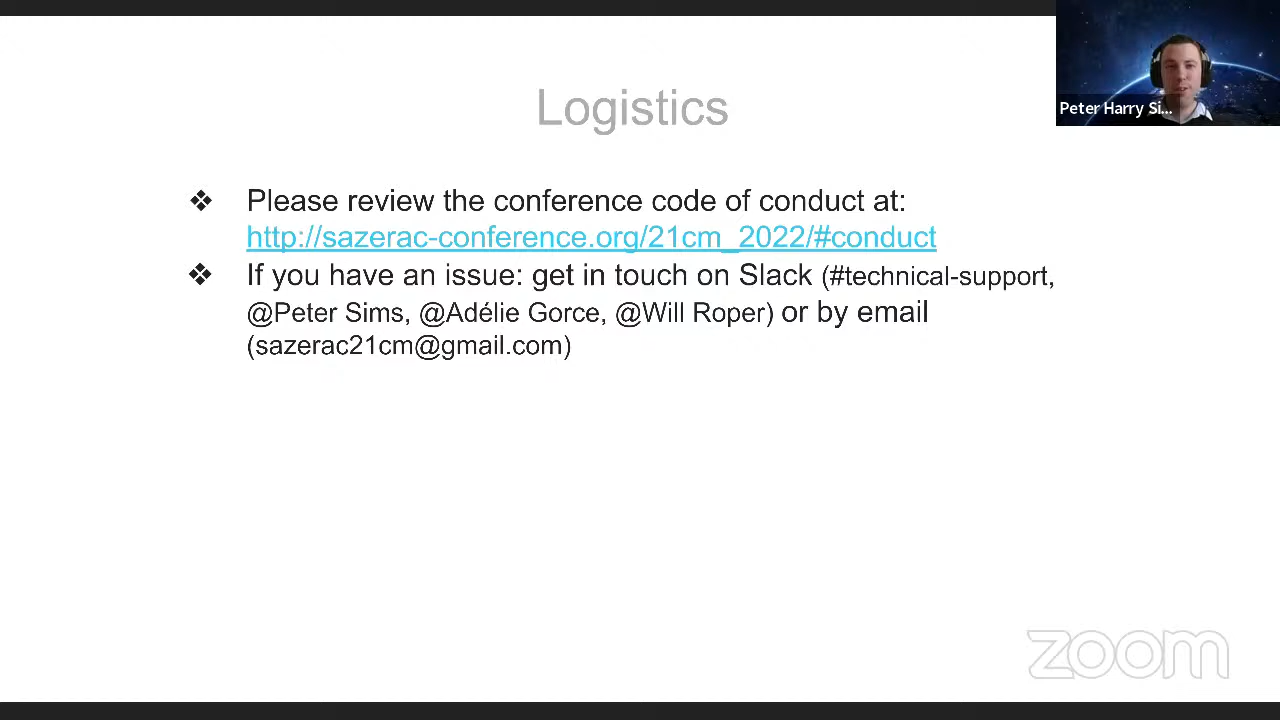 Logistics
Peter Harry Si...
❖ Please review the conference code of conduct at:
http://sazerac-conference.org/21cm_2022/#conduct
❖ If you have an issue: get in touch on Slack (#technical-support,
@Peter Sims, @Adélie Gorce, @Will Roper) or by email
(sazerac21cm@gmail.com)
zoom